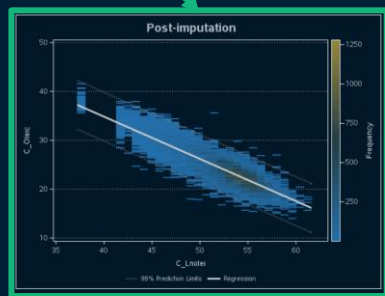 Post-imputation
50
40
30
20
10
C_Oleic
35
40
45
50
55
60
C_Lnolei
1250
1000
750
500
250
Frequency
99% Prediction Limits
Regression